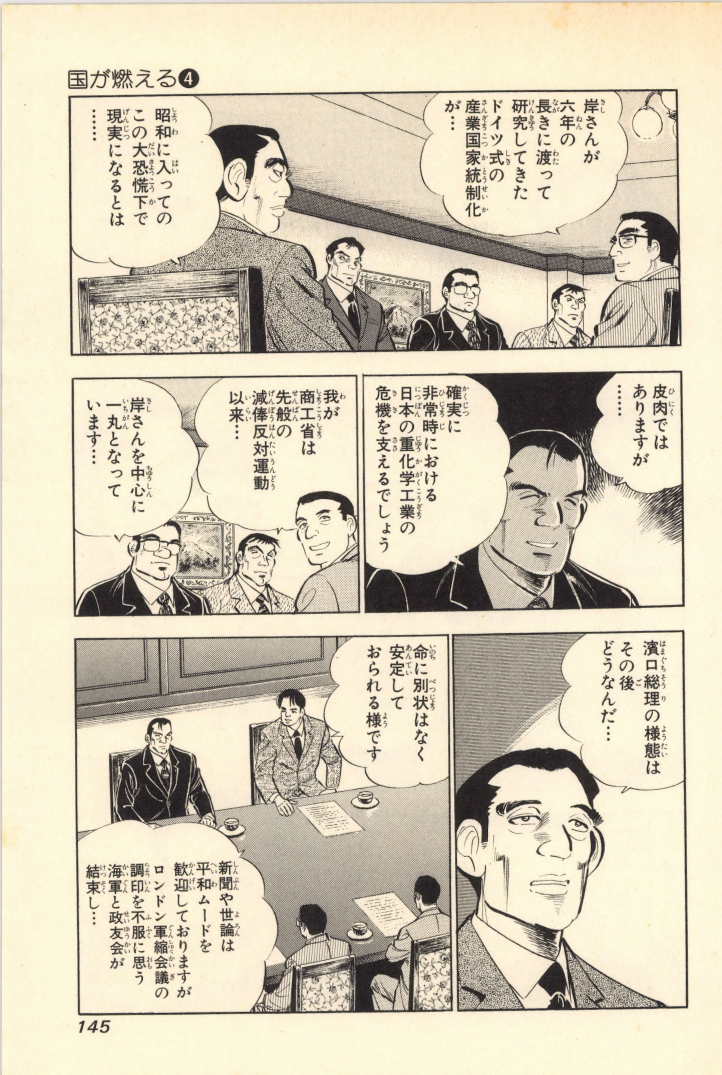 国が燃える❹
岸さんが
六年の
長きに渡って
研究してきた
ドイツ式の
産業国家統制化
が…
昭和に入っての
この大恐慌下で
現実になるとは
……
皮肉では
ありますが
……
確実に
非常時における
日本の重化学工業の
危機を支えるでしょう
我が
商工省は
先般の
減俸反対運動
以来…
岸さんを中心に
一丸となって
います…
濱口総理の様態は
その後
どうなんだ…
命に別状はなく
安定して
おられる様です
新聞や世論は
平和ムードを
歓迎しておりますが
ロンドン軍縮会議の
調印を不服に思う
海軍と政友会が
結束し…
145